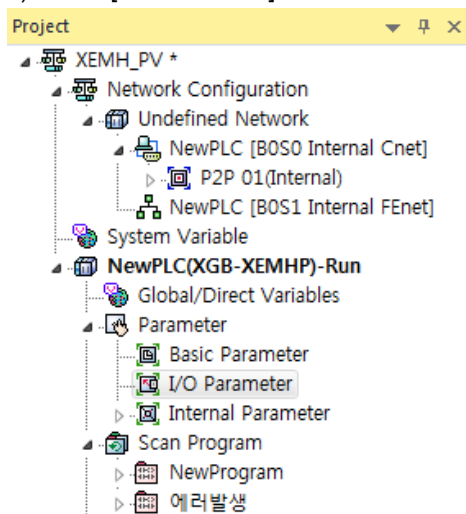 Project
XEMH_PV *
Network Configuration
Undefined Network
NewPLC [B0S0 Internal Cnet]
P2P 01(Internal)
NewPLC [B0S1 Internal FEnet]
System Variable
NewPLC(XGB-XEMHP)-Run
Global/Direct Variables
Parameter
Basic Parameter
I/O Parameter
Internal Parameter
Scan Program
NewProgram
에러발생